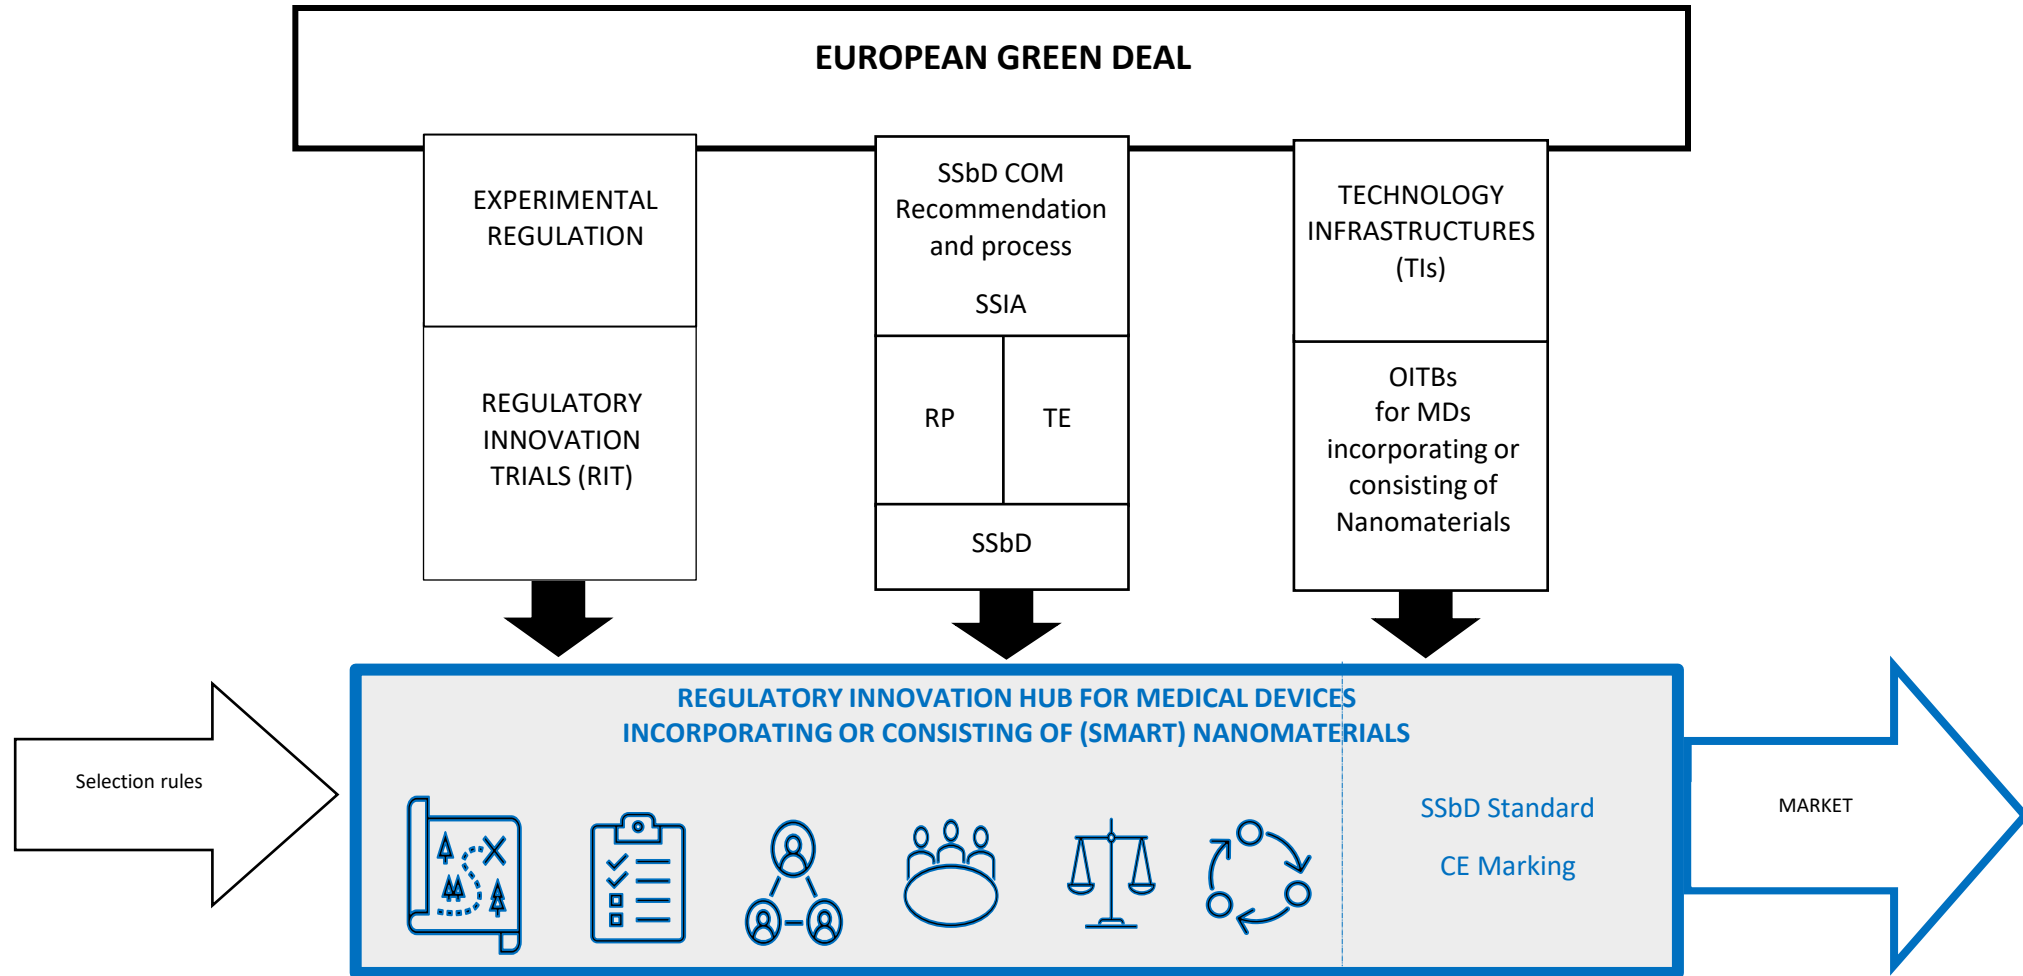 EUROPEAN GREEN DEAL
EXPERIMENTAL
REGULATION
REGULATORY
INNOVATION
TRIALS (RIT)
SSbD COM
Recommendation
and process
SSIA
RP
TE
SSbD
TECHNOLOGY
INFRASTRUCTURES
(TIs)
OITBs
for MDs
incorporating or
consisting of
Nanomaterials
Selection rules
REGULATORY INNOVATION HUB FOR MEDICAL DEVICES
INCORPORATING OR CONSISTING OF (SMART) NANOMATERIALS
SSbD Standard
CE Marking
MARKET